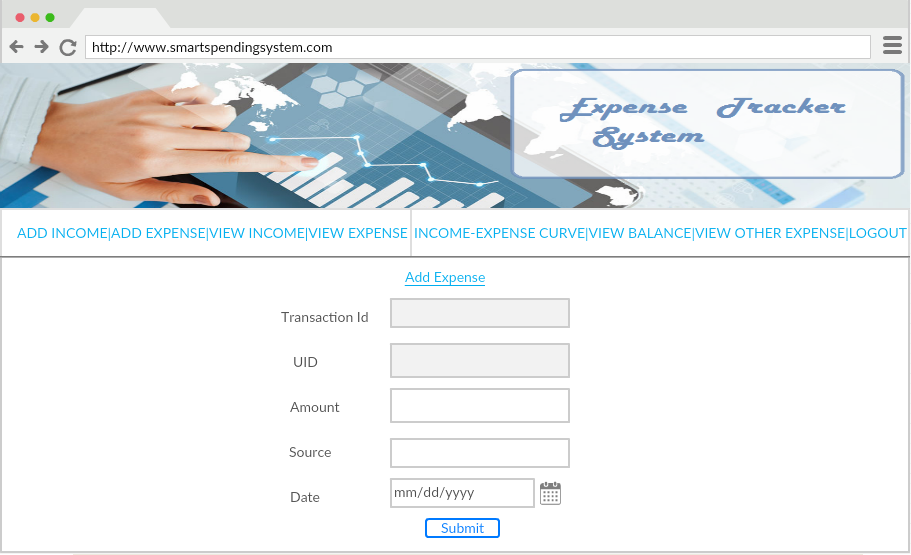 http://www.smartspendingsystem.com
Expense Tracker
System
ADD INCOME|ADD EXPENSE|VIEW INCOME|VIEW EXPENSE INCOME-EXPENSE CURVE|VIEW BALANCE|VIEW OTHER EXPENSE|LOGOUT
Add Expense
Transaction Id
UID
Amount
Source
Date mm/dd/yyyy
Submit